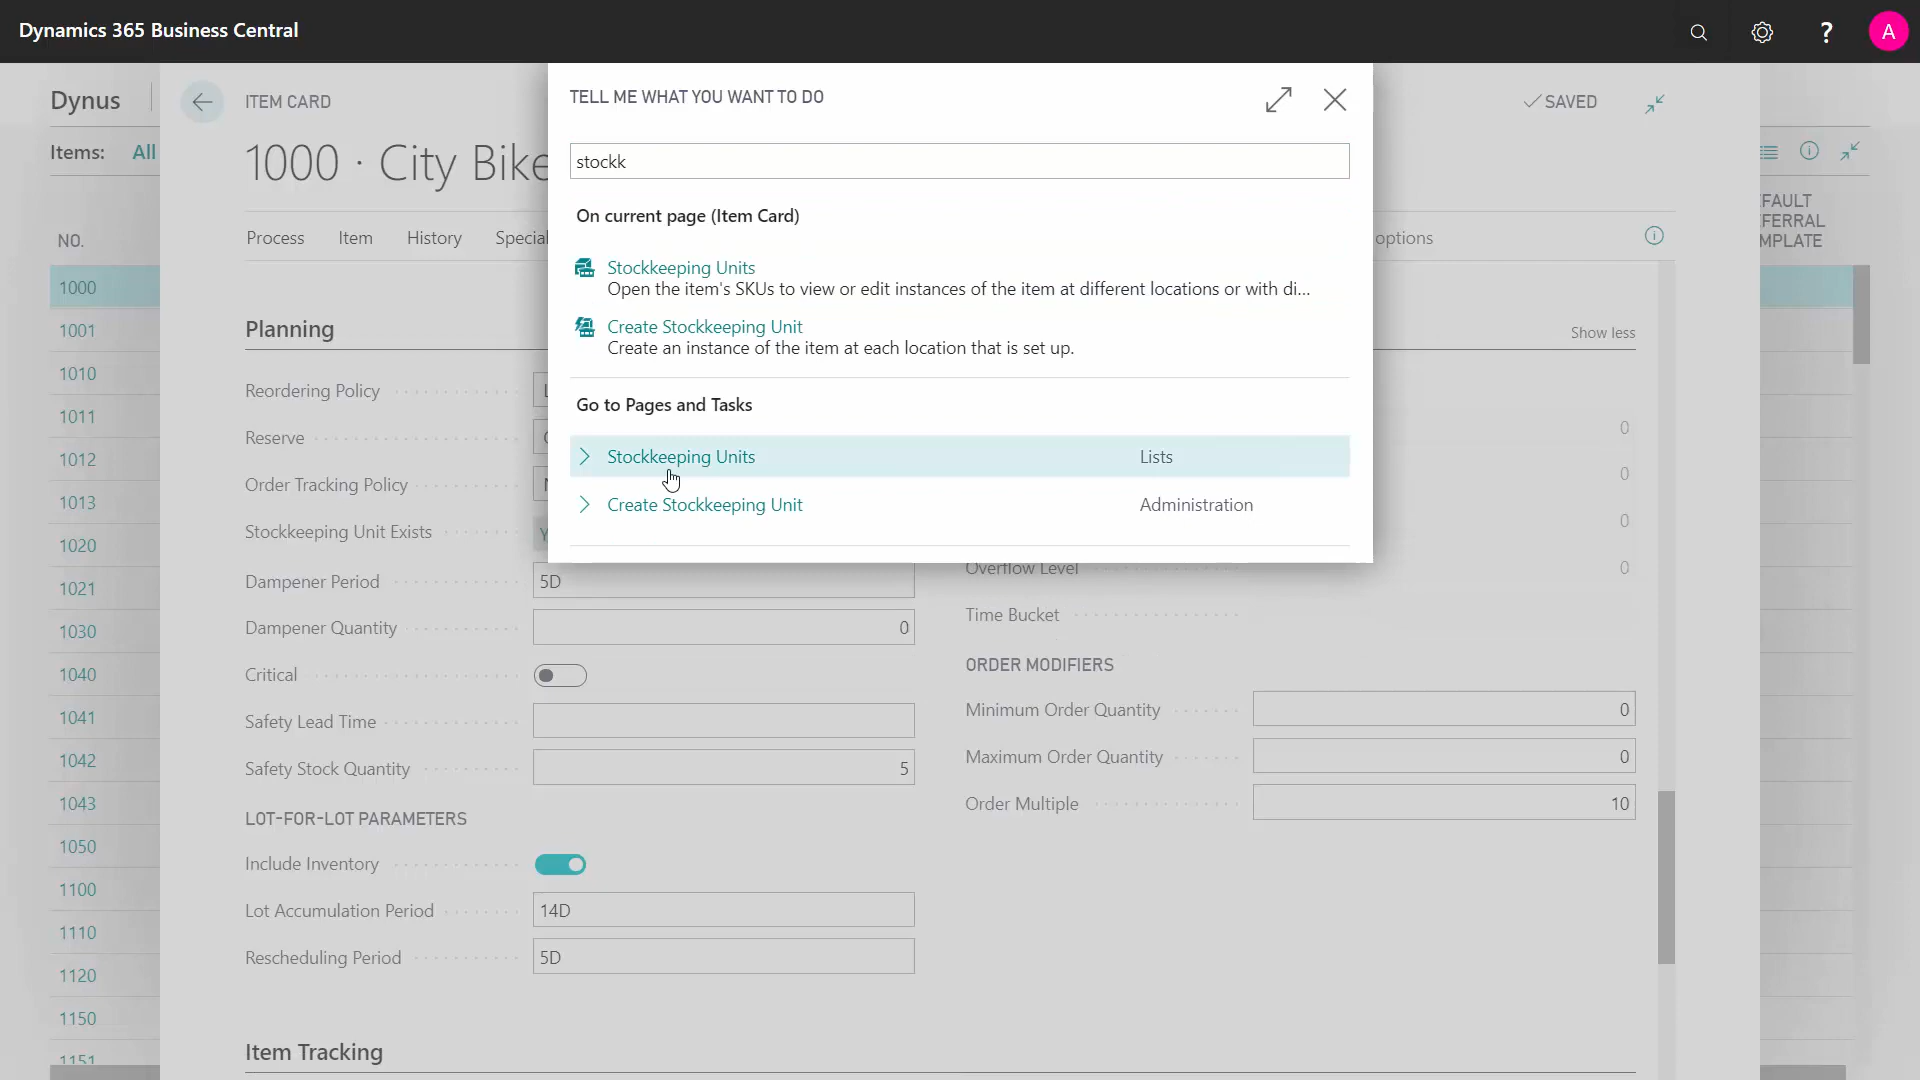 Dynamics 365 Business Central
A
Dynus
Items: All
NO.
1000
1001
1010
1011
1012
1013
1020
1021
1030
1040
1041
1042
1043
1050
1100
1110
1120
1150
1151
ITEM CARD
SAVED
1000 · City Bike
Process Item History Special options
Planning
Show less
Reordering Policy
Reserve
Order Tracking Policy
Stockkeeping Unit Exists
Dampener Period 5D
Dampener Quantity 0
Critical
Safety Lead Time
Safety Stock Quantity 5
LOT-FOR-LOT PARAMETERS
Include Inventory
Lot Accumulation Period 14D
Rescheduling Period 5D
0
0
0
Overflow Level 0
Time Bucket
ORDER MODIFIERS
Minimum Order Quantity 0
Maximum Order Quantity 0
Order Multiple 10
Item Tracking
TELL ME WHAT YOU WANT TO DO
stockk
On current page (Item Card)
Stockkeeping Units
Open the item's SKUs to view or edit instances of the item at different locations or with di...
Create Stockkeeping Unit
Create an instance of the item at each location that is set up.
Go to Pages and Tasks
Stockkeeping Units Lists
Create Stockkeeping Unit Administration